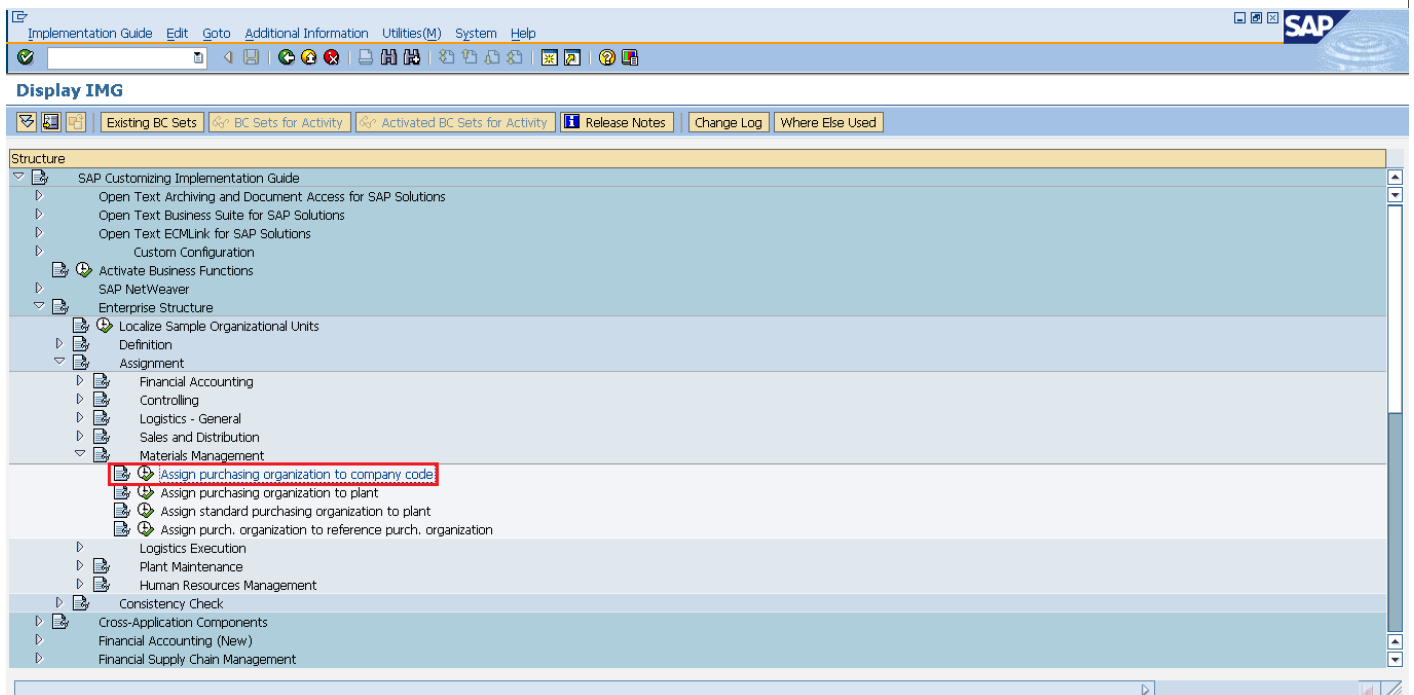 Implementation Guide Edit Goto Additional Information Utilities(M) System Help
SAP
Display IMG
Existing BC Sets BC Sets for Activity Activated BC Sets for Activity Release Notes Change Log Where Else Used
Structure
SAP Customizing Implementation Guide
Open Text Archiving and Document Access for SAP Solutions
Open Text Business Suite for SAP Solutions
Open Text ECMLink for SAP Solutions
Custom Configuration
Activate Business Functions
SAP NetWeaver
Enterprise Structure
Localize Sample Organizational Units
Definition
Assignment
Financial Accounting
Controlling
Logistics - General
Sales and Distribution
Materials Management
Assign purchasing organization to company code
Assign purchasing organization to plant
Assign standard purchasing organization to plant
Assign purch. organization to reference purch. organization
Logistics Execution
Plant Maintenance
Human Resources Management
Consistency Check
Cross-Application Components
Financial Accounting (New)
Financial Supply Chain Management